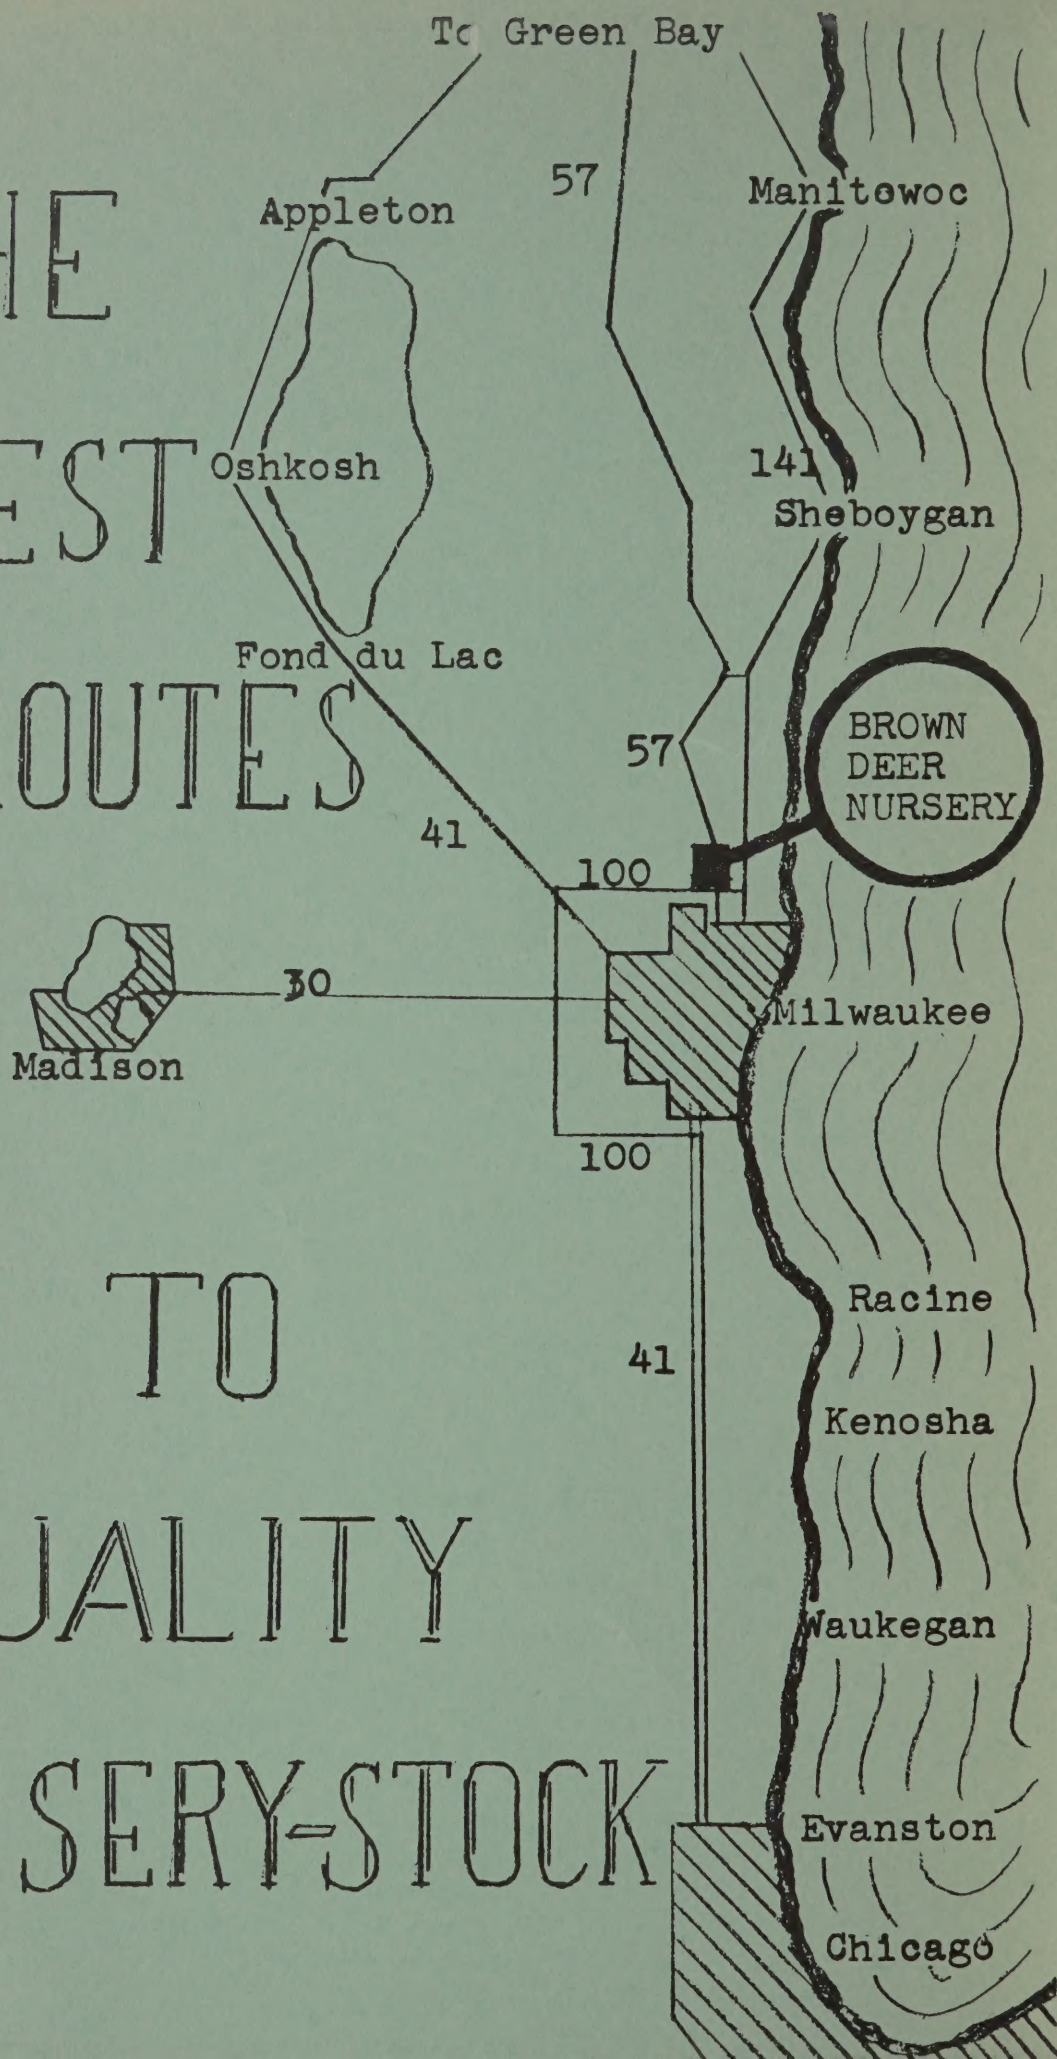 To Green Bay
57
Manitowoc
Appleton
HE
141
EST
Oshkosh
Sheboygan
Fond du Lac
OUTES
57
BROWN
DEER
NURSERY
41
100
30
Milwaukee
Madison
100
TO
Racine
41
Kenosha
UALITY
Waukegan
SERY-STOCK
Evanston
Chicago